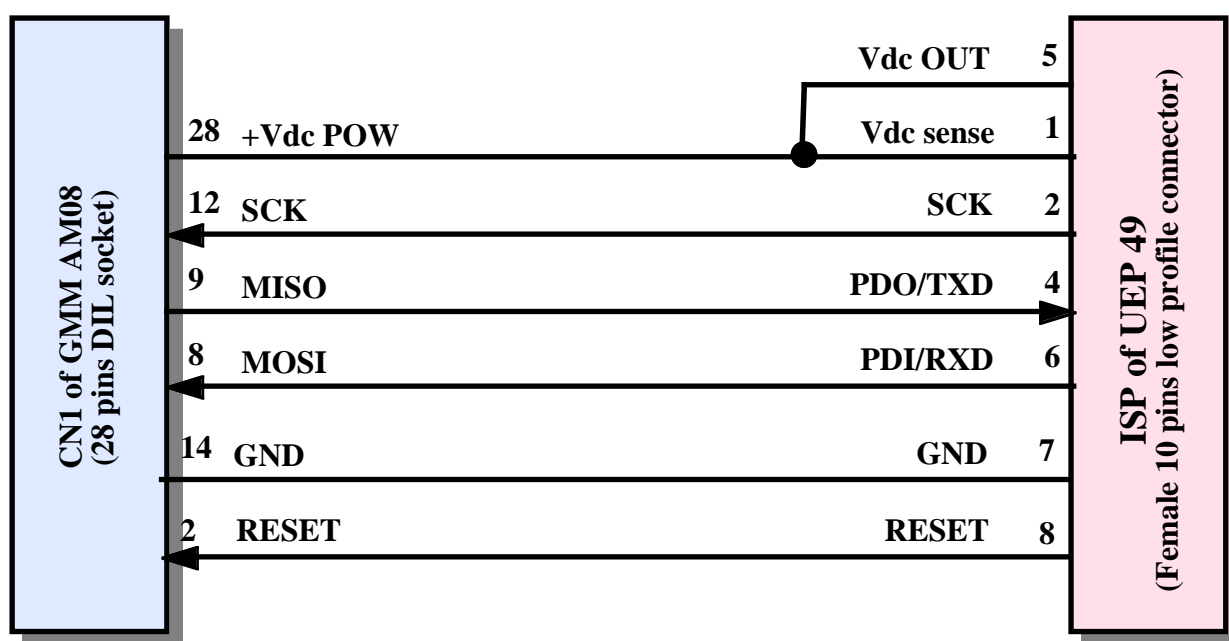 CN1 of GMM AM08
(28 pins DIL socket)
Vdc OUT 5
28 +Vdc POW Vdc sense 1
12 SCK SCK 2
9 MISO PDO/TXD 4
8 MOSI PDI/RXD 6
14 GND GND 7
2 RESET RESET 8
ISP of UEP 49
(Female 10 pins low profile connector)